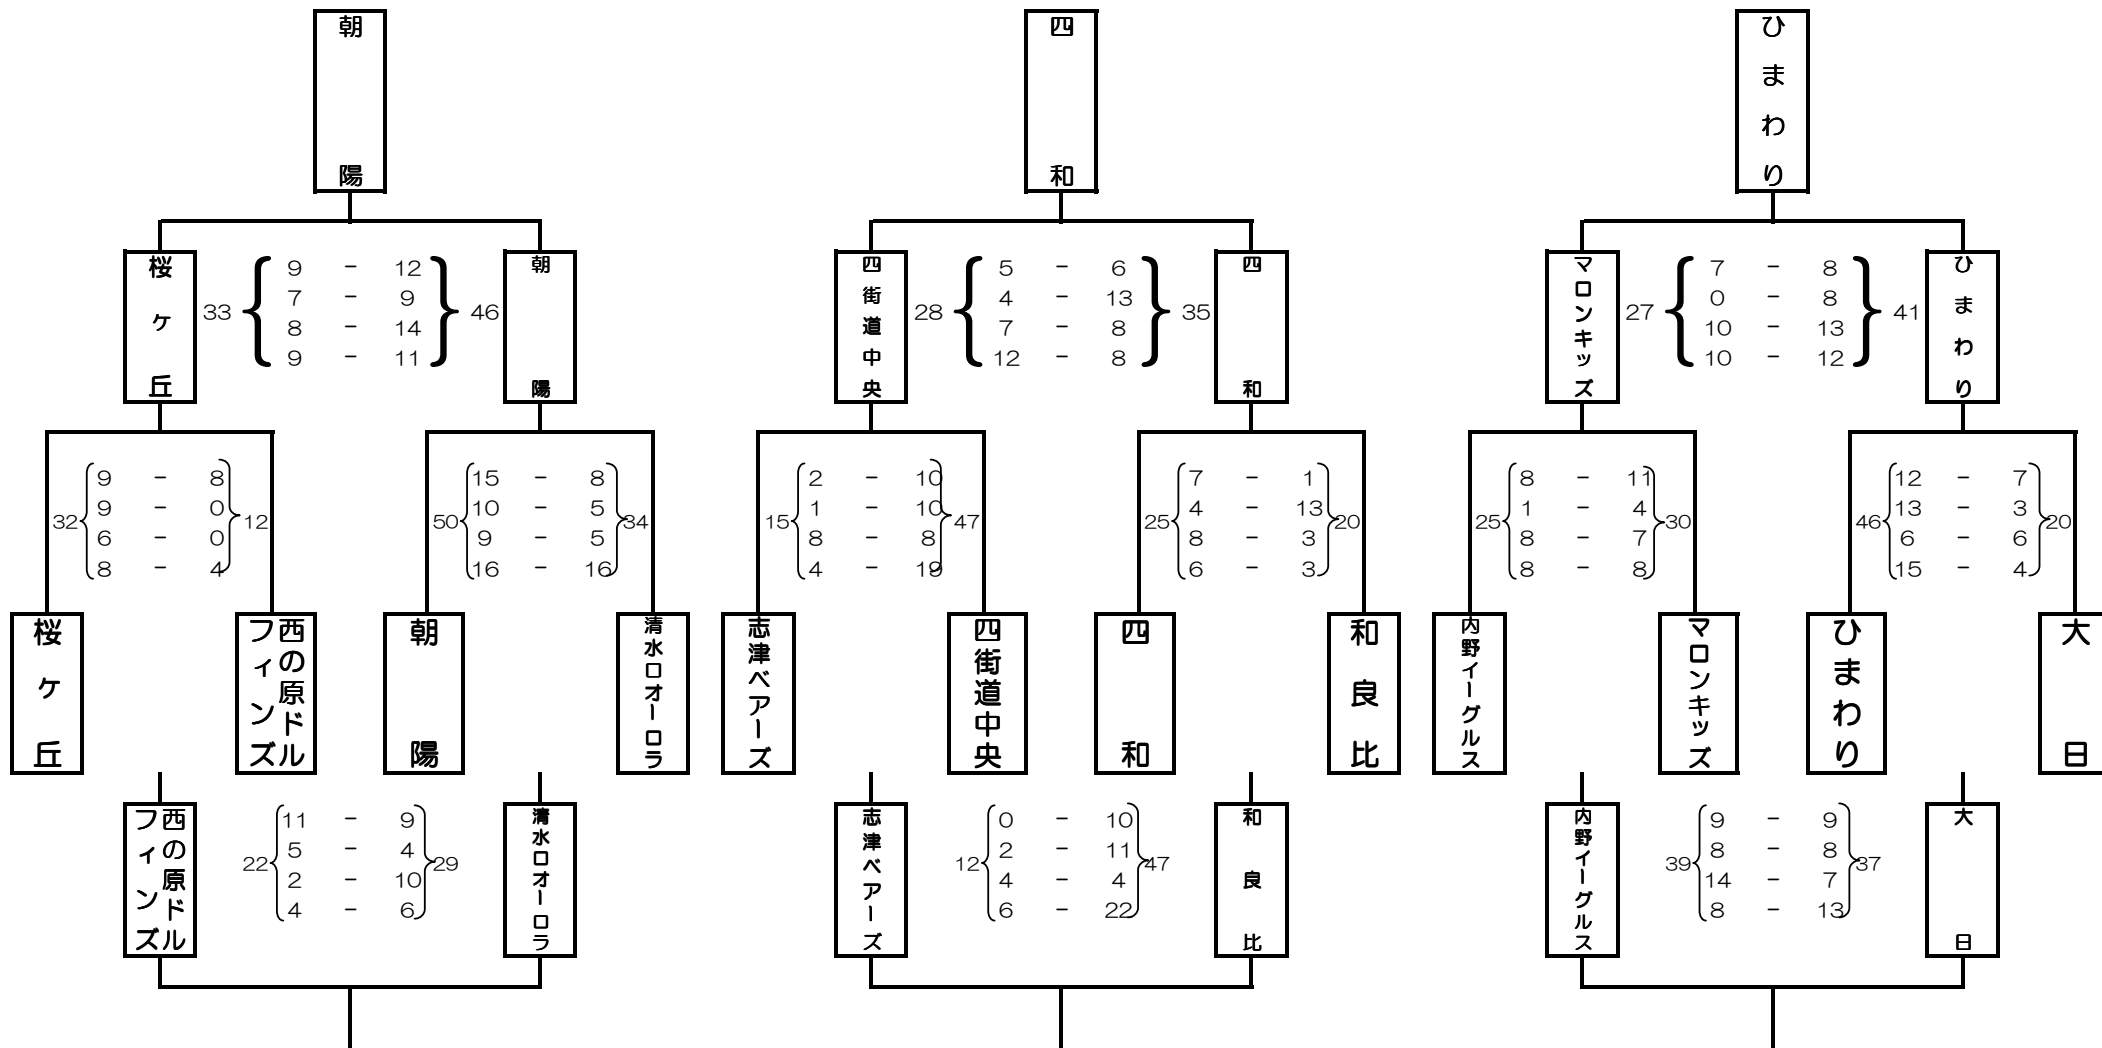 朝陽
四和
ひまわり
桜ケ丘
33
9 - 12
7 - 9
8 - 14
9 - 11
46
朝陽
四街道中央
28
5 - 6
4 - 13
7 - 8
12 - 8
35
四和
マロンキッズ
27
7 - 8
0 - 8
10 - 13
10 - 12
41
ひまわり
32
9 - 8
9 - 0
6 - 0
8 - 4
12
50
15 - 8
10 - 5
9 - 5
16 - 16
34
15
2 - 10
1 - 10
8 - 8
4 - 19
47
25
7 - 1
4 - 13
8 - 3
6 - 3
20
25
8 - 11
1 - 4
8 - 7
8 - 8
30
46
12 - 7
13 - 3
6 - 6
15 - 4
20
桜ケ丘
西の原ドル
フィンズ
朝陽
清水口オーロラ
志津ベアーズ
四街道中央
四和
和良比
内野イーグルス
マロンキッズ
ひまわり
大日
西の原ドル
フィンズ
22
11 - 9
5 - 4
2 - 10
4 - 6
29
清水口オーロラ
志津ベアーズ
12
0 - 10
2 - 11
4 - 4
6 - 22
47
和良比
内野イーグルス
39
9 - 9
8 - 8
14 - 7
8 - 13
37
大日